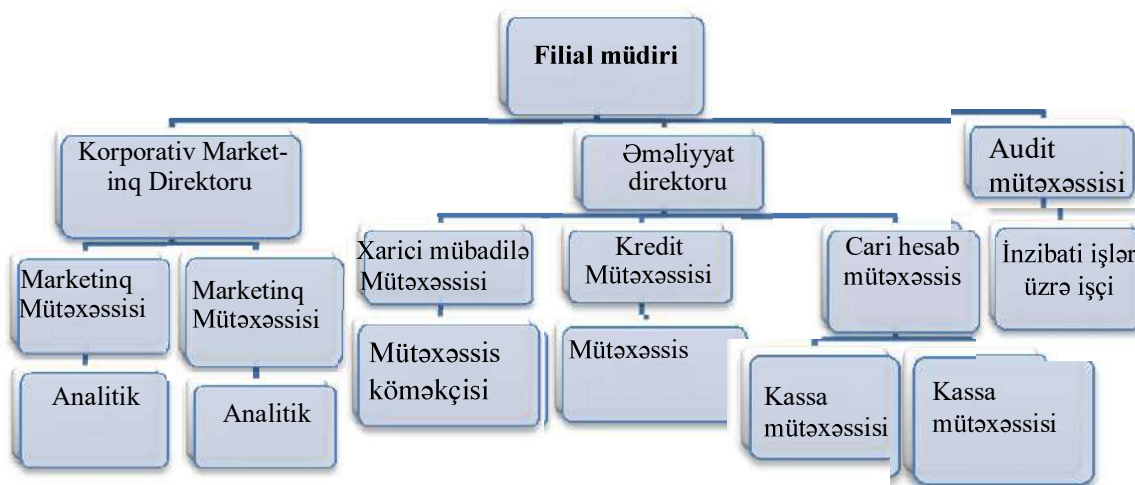 Filial müdiri
Korporativ Market-
inq Direktoru
Əməliyyat
direktoru
Audit
mütəxəssisi
Marketinq
Mütəxəssisi
Marketinq
Mütəxəssisi
Xarici mübadilə
Mütəxəssisi
Kredit
Mütəxəssisi
Cari hesab
mütəxəssis
İnzibati işlər
üzrə işçi
Analitik
Analitik
Mütəxəssis
köməkçisi
Mütəxəssis
Kassa
mütəxəssisi
Kassa
mütəxəssisi